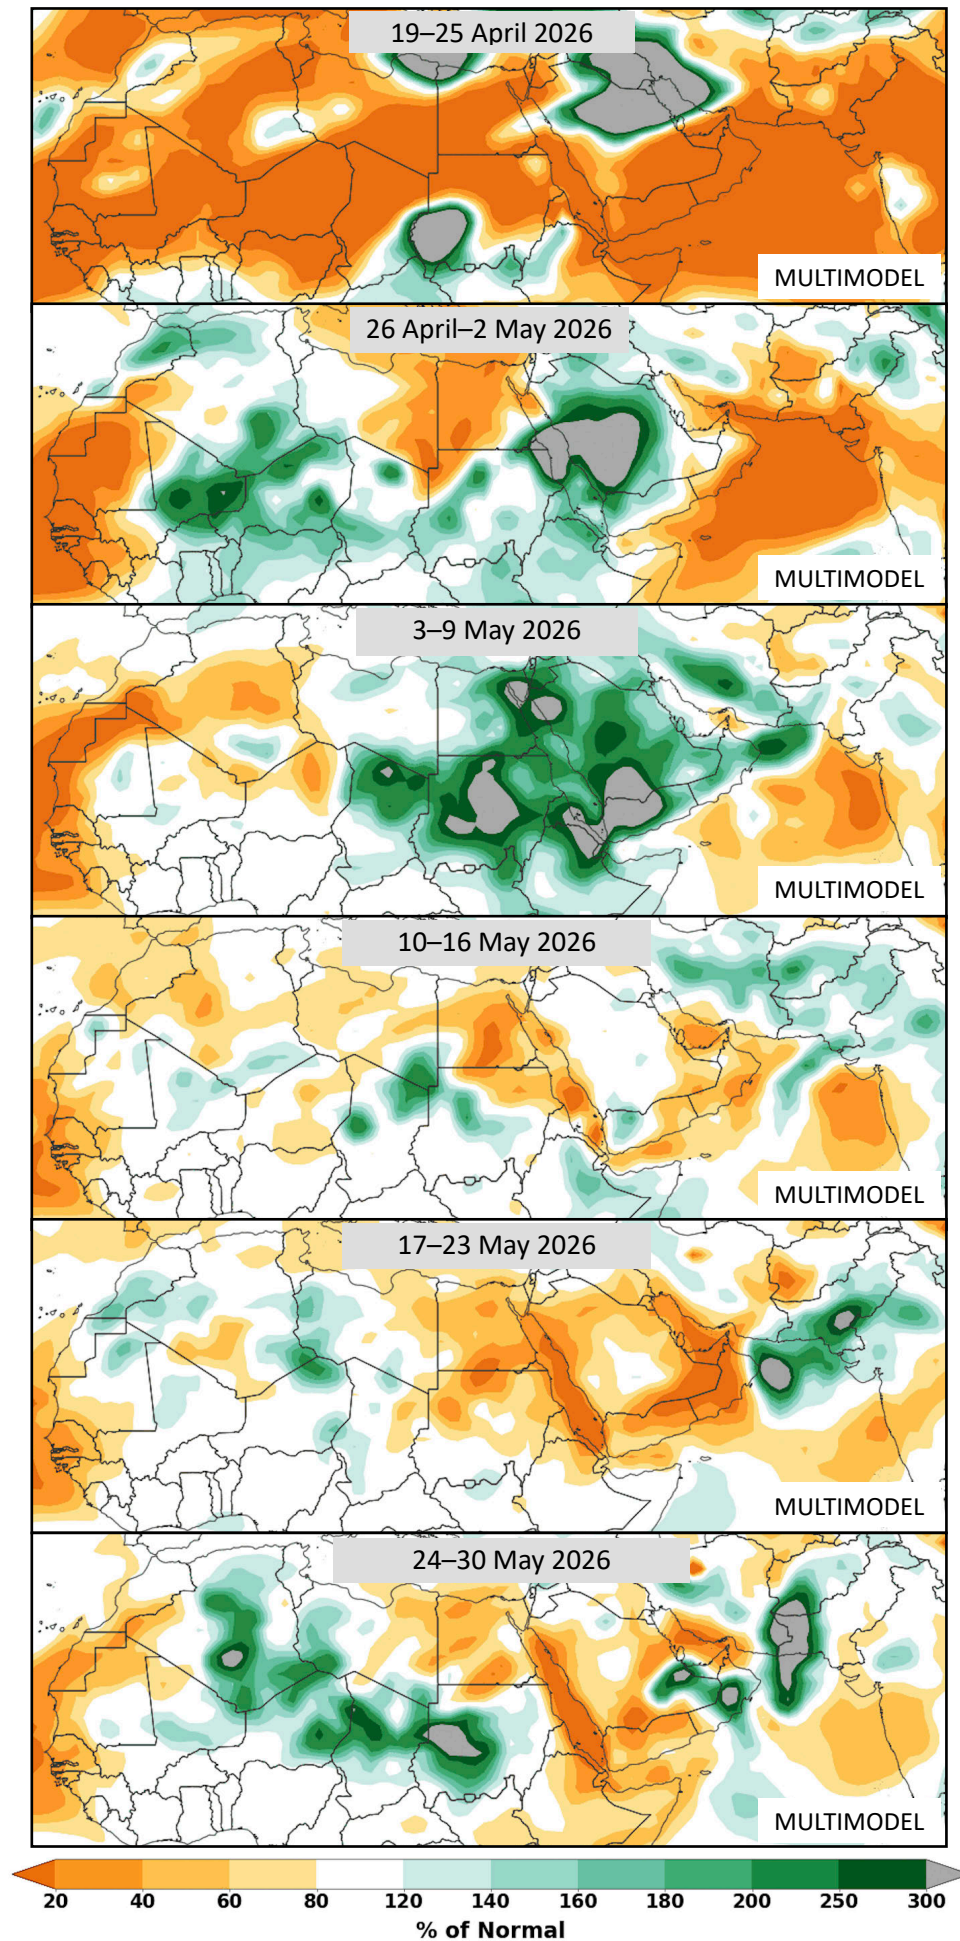 19–25 April 2026
MULTIMODEL
26 April–2 May 2026
MULTIMODEL
3–9 May 2026
MULTIMODEL
10–16 May 2026
MULTIMODEL
17–23 May 2026
MULTIMODEL
24–30 May 2026
MULTIMODEL
20 40 60 80 120 140 160 180 200 250 300
% of Normal